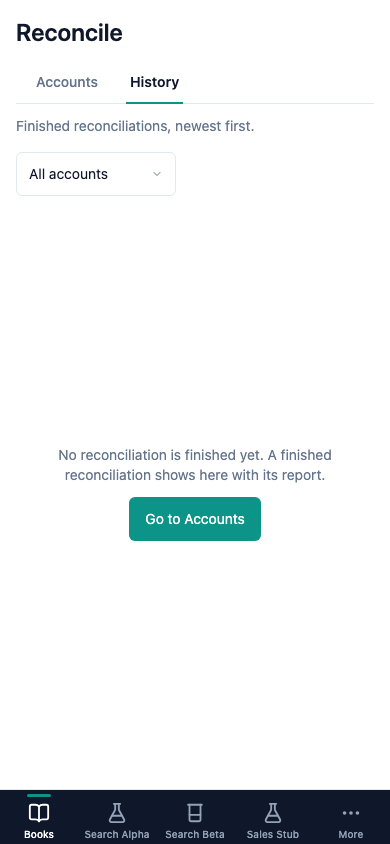 Reconcile
Accounts
History
Finished reconciliations, newest first.
All accounts
No reconciliation is finished yet. A finished
reconciliation shows here with its report.
Go to Accounts
Books
Search Alpha
Search Beta
Sales Stub
More